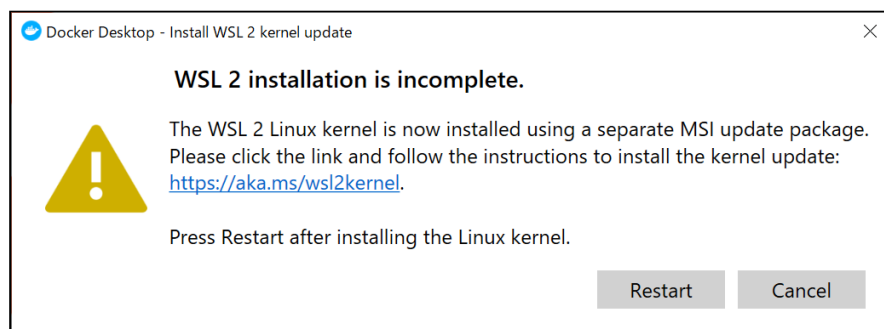 Docker Desktop - Install WSL 2 kernel update
WSL 2 installation is incomplete.
The WSL 2 Linux kernel is now installed using a separate MSI update package.
Please click the link and follow the instructions to install the kernel update:
https://aka.ms/wsl2kernel.
Press Restart after installing the Linux kernel.
Restart
Cancel